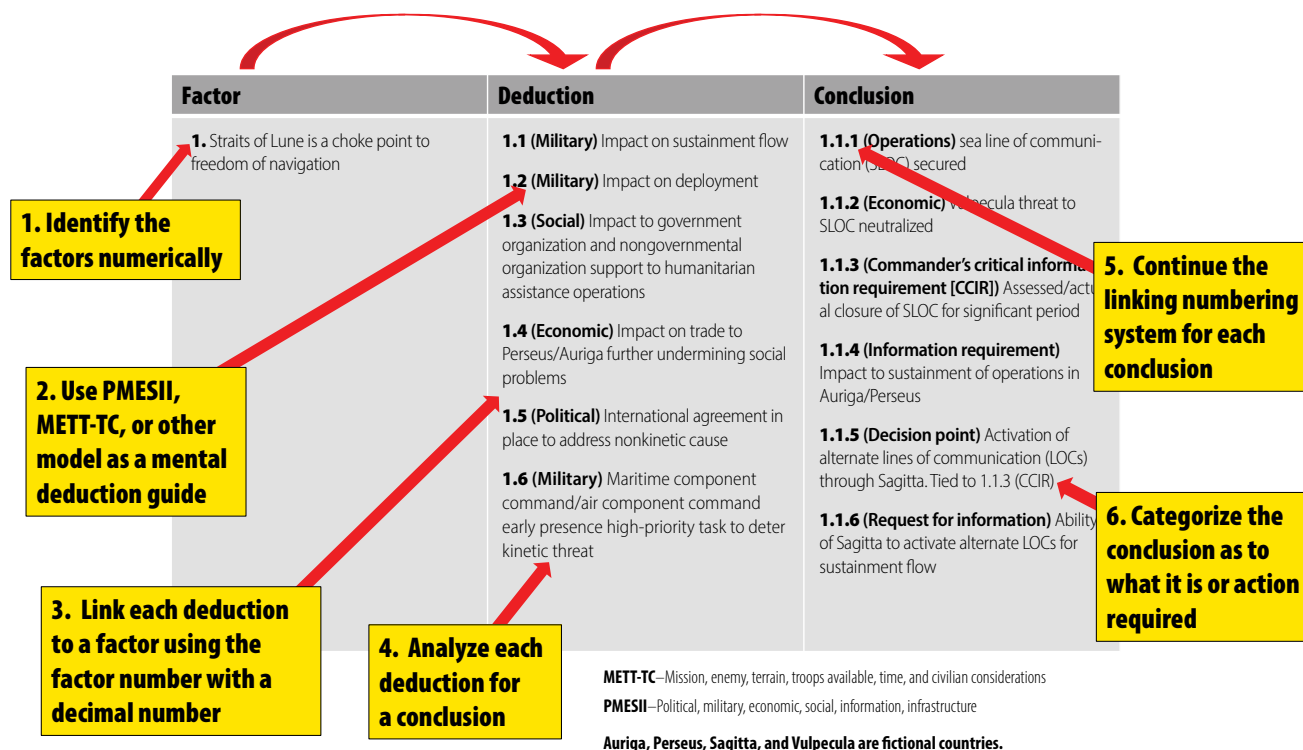 Factor
Deduction
Conclusion
1. Straits of Lune is a choke point to
freedom of navigation
1.1 (Military) Impact on sustainment flow
1.2 (Military) Impact on deployment
1.3 (Social) Impact to government
organization and nongovernmental
organization support to humanitarian
assistance operations
1.4 (Economic) Impact on trade to
Perseus/Auriga further undermining social
problems
1.5 (Political) International agreement in
place to address nonkinetic cause
1.6 (Military) Maritime component
command/air component command
early presence high-priority task to deter
kinetic threat
1.1.1 (Operations) sea line of communi-
cation (SLOC) secured
1.1.2 (Economic) Vulpecula threat to
SLOC neutralized
1.1.3 (Commander's critical informa-
tion requirement [CCIR]) Assessed/actu
al closure of SLOC for significant period
1.1.4 (Information requirement)
Impact to sustainment of operations in
Auriga/Perseus
1.1.5 (Decision point) Activation of
alternate lines of communication (LOCs)
through Sagitta. Tied to 1.1.3 (CCIR)
1.1.6 (Request for information) Ability
of Sagitta to activate alternate LOCs for
sustainment flow
1. Identify the
factors numerically
2. Use PMESII,
METT-TC, or other
model as a mental
deduction guide
3. Link each deduction
to a factor using the
factor number with a
decimal number
4. Analyze each
deduction for
a conclusion
5. Continue the
linking numbering
system for each
conclusion
6. Categorize the
conclusion as to
what it is or action
required
METT-TC–Mission, enemy, terrain, troops available, time, and civilian considerations
PMESII–Political, military, economic, social, information, infrastructure
Auriga, Perseus, Sagitta, and Vulpecula are fictional countries.